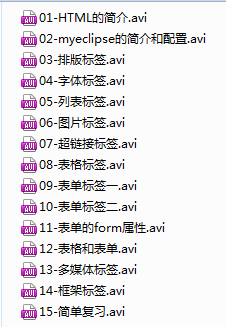 01-HTML的简介.avi
02-myeclipse的简介和配置.avi
03-排版标签.avi
04-字体标签.avi
05-列表标签.avi
06-图片标签.avi
07-超链接标签.avi
08-表格标签.avi
09-表单标签一.avi
10-表单标签二.avi
11-表单的form属性.avi
12-表格和表单.avi
13-多媒体标签.avi
14-框架标签.avi
15-简单复习.avi